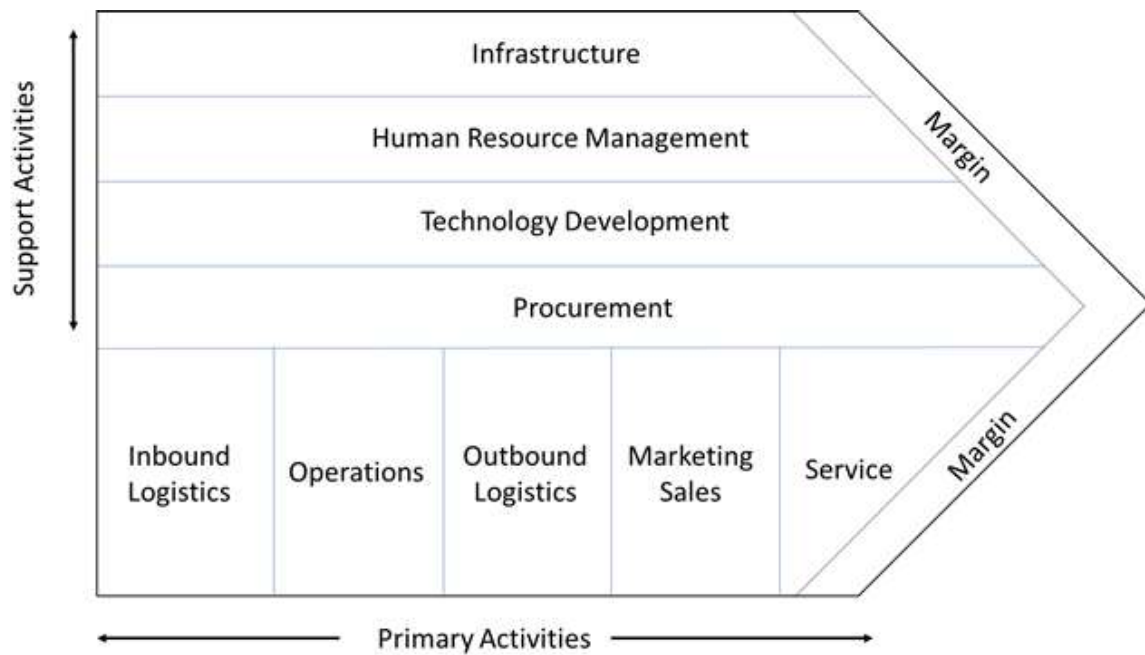 Support Activities
Infrastructure
Human Resource Management
Technology Development
Procurement
Margin
Inbound
Logistics
Operations
Outbound
Logistics
Marketing
Sales
Service
Margin
Primary Activities